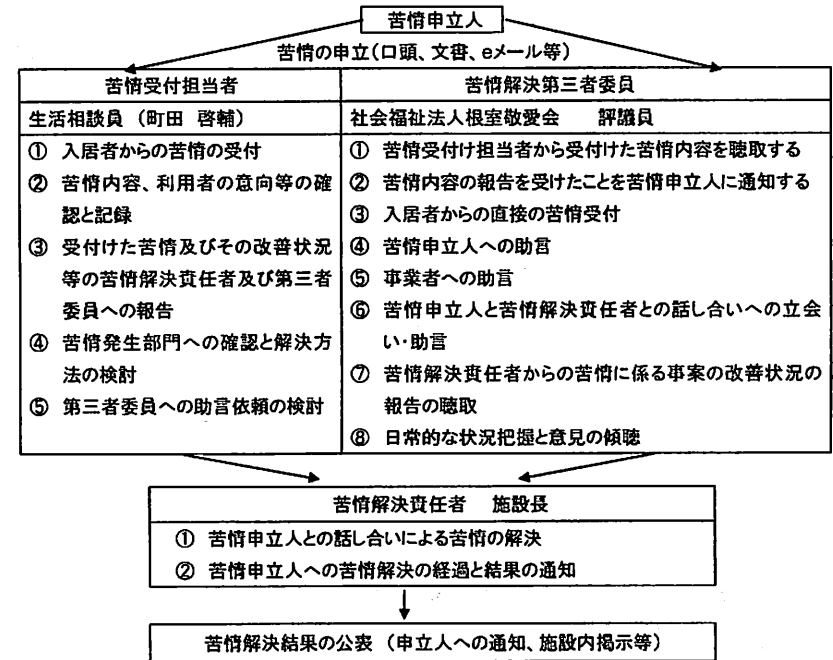 苦情申立人
苦情の申立(口頭、文書、eメール等)
苦情受付担当者
生活相談員 (町田 啓輔)
① 入居者からの苦情の受付
② 苦情内容、利用者の意向等の確
認と記録
③ 受付けた苦情及びその改善状況
等の苦情解決責任者及び第三者
委員への報告
④ 苦情発生部門への確認と解決方
法の検討
⑤ 第三者委員への助言依頼の検討
苦情解決第三者委員
社会福祉法人根室敬愛会 評議員
① 苦情受付け担当者から受付けた苦情内容を聴取する
② 苦情内容の報告を受けたことを苦情申立人に通知する
③ 入居者からの直接の苦情受付
④ 苦情申立人への助言
⑤ 事業者への助言
⑥ 苦情申立人と苦情解決責任者との話し合いへの立会
い・助言
⑦ 苦情解決責任者からの苦情に係る事案の改善状況の
報告の聴取
⑧ 日常的な状況把握と意見の傾聴
苦情解決責任者 施設長
① 苦情申立人との話し合いによる苦情の解決
② 苦情申立人への苦情解決の経過と結果の通知
苦情解決結果の公表 (申立人への通知、施設内掲示等)